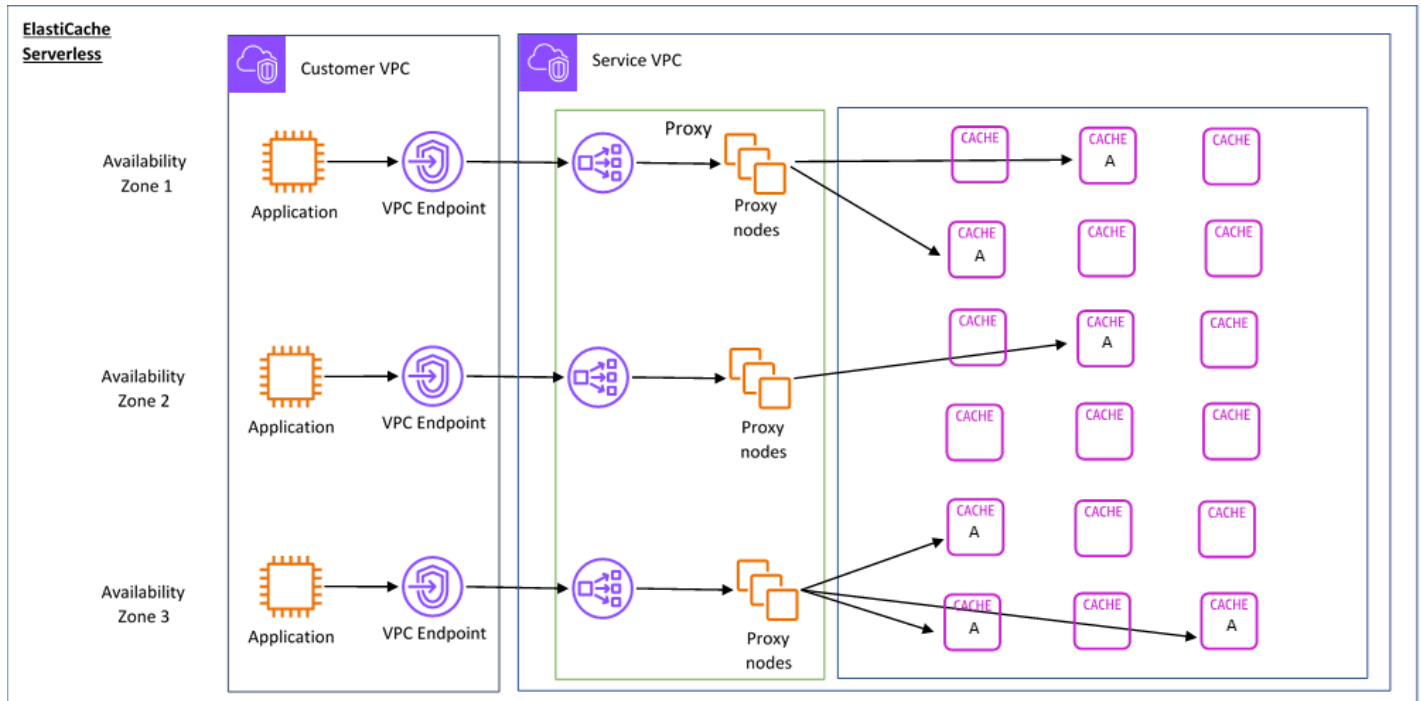 ElastiCache
Serverless
Customer VPC
Service VPC
Availability
Zone 1
Application
VPC Endpoint
Proxy
Proxy
nodes
CACHE
CACHE
A
CACHE
CACHE
A
CACHE
CACHE
Availability
Zone 2
Application
VPC Endpoint
Proxy
nodes
CACHE
CACHE
A
CACHE
CACHE
CACHE
CACHE
Availability
Zone 3
Application
VPC Endpoint
Proxy
nodes
CACHE
A
CACHE
CACHE
CACHE
A
CACHE
CACHE
A